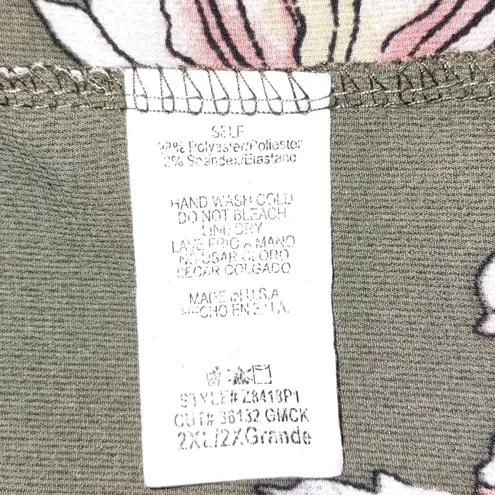 SELF
98% Polyester/Poliester
2% Spandex/Elastano
HAND WASH COLD
DO NOT BLEACH
LINE DRY
LAVE FRIO A MANO
NO USAR CLORO
SECAR COLGADO
MADE IN U.S.A
HECHO EN E.U.A.
STYLE# Z8418P1
CUT# 36132 GMCK
2XL/2XGrande